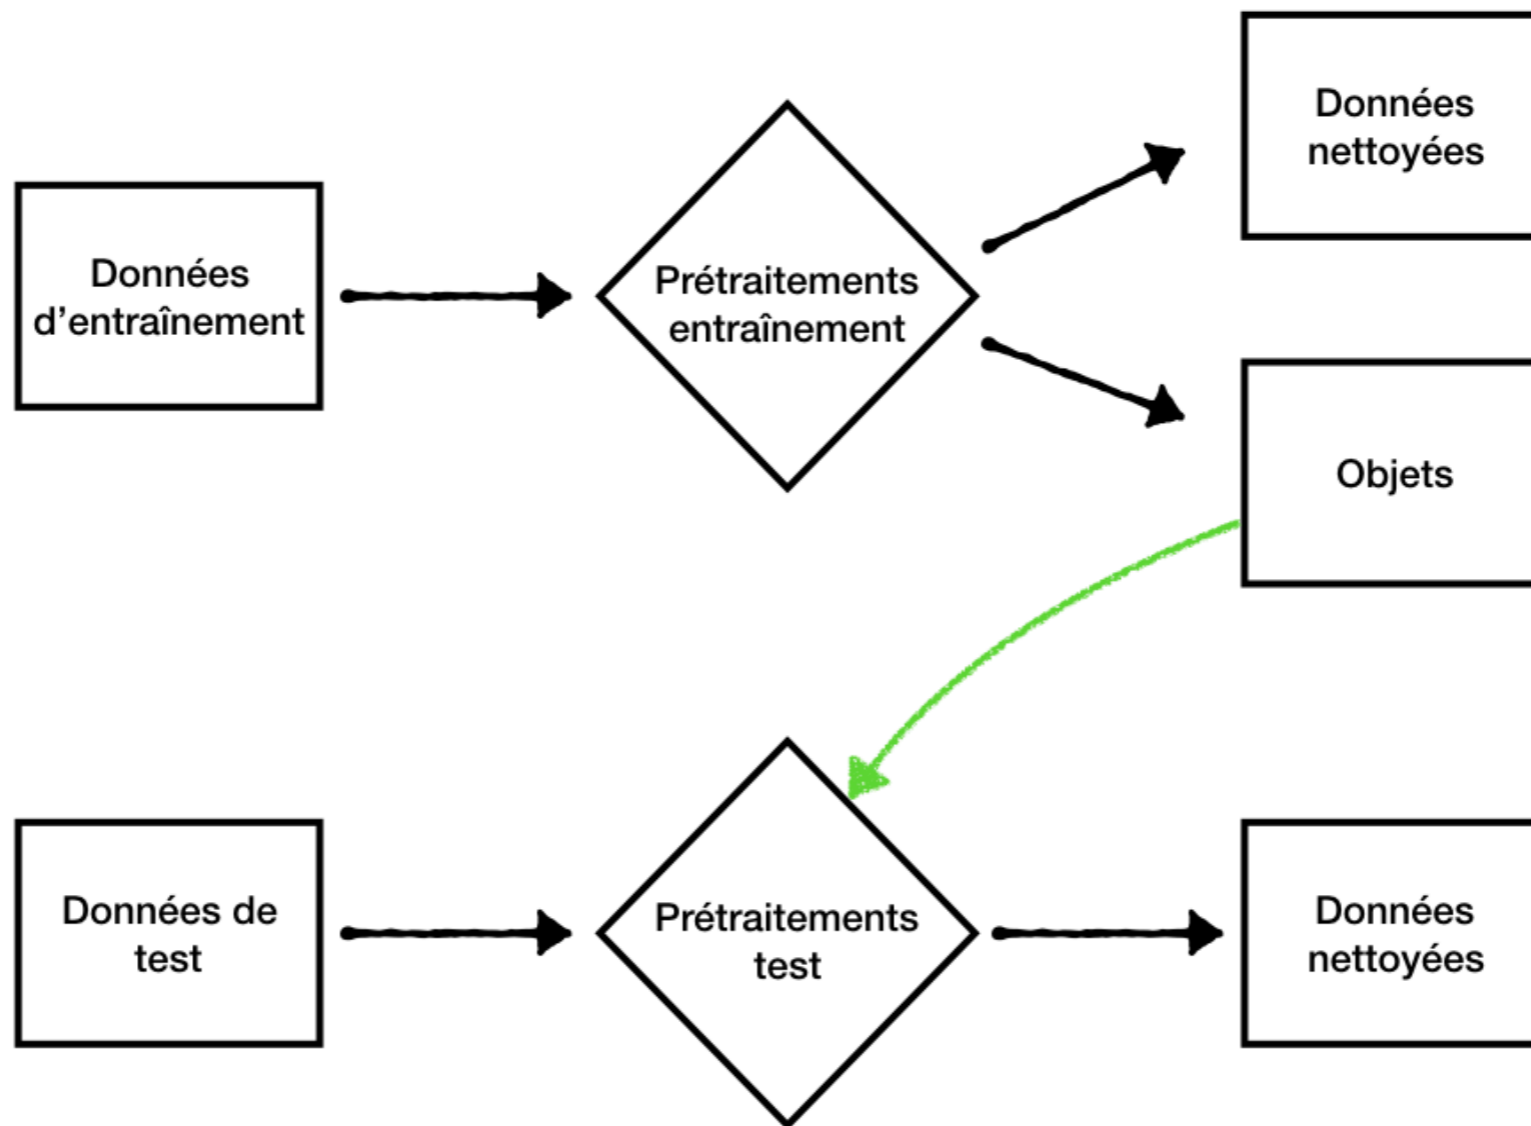 Données
nettoyées
Données
d’entraînement
Prétraitements
entraînement
Objets
Données de
test
Prétraitements
test
Données
nettoyées